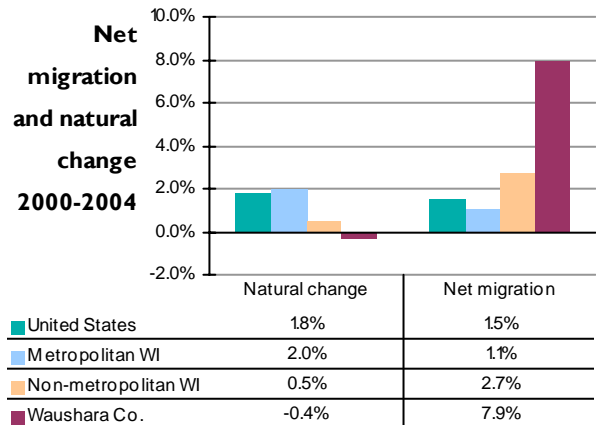 Net
migration
and natural
change
2000-2004
10.0%
8.0%
6.0%
4.0%
2.0%
0.0%
-2.0%
Natural change Net migration
United States 1.8% 1.5%
Metropolitan WI 2.0% 1.1%
Non-metropolitan WI 0.5% 2.7%
Waushara Co. -0.4% 7.9%